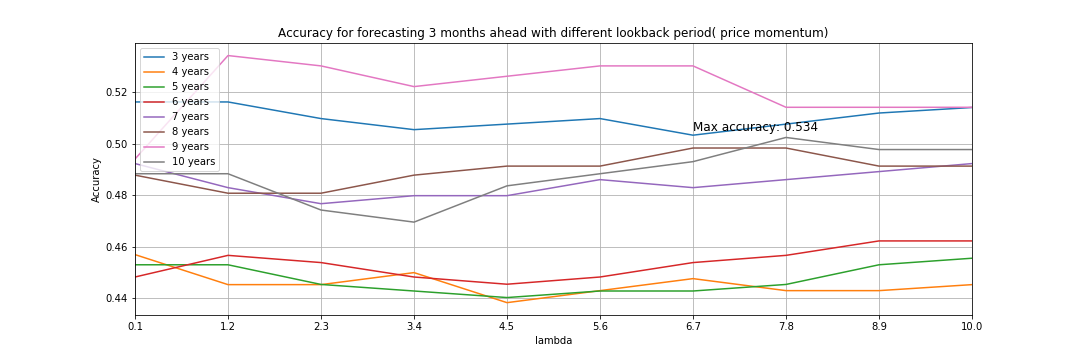 Accuracy for forecasting 3 months ahead with different lookback period( price momentum)
3 years
4 years
5 years
6 years
7 years
8 years
9 years
10 years
Max accuracy: 0.534
Accuracy
0.52
0.50
0.48
0.46
0.44
0.1 1.2 2.3 3.4 4.5 5.6 6.7 7.8 8.9 10.0
lambda